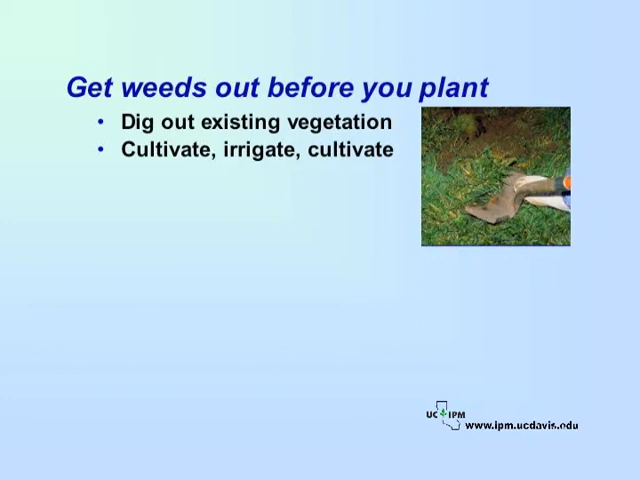 Get weeds out before you plant
• Dig out existing vegetation
• Cultivate, irrigate, cultivate
UC IPM
www.ipm.ucdavis.edu